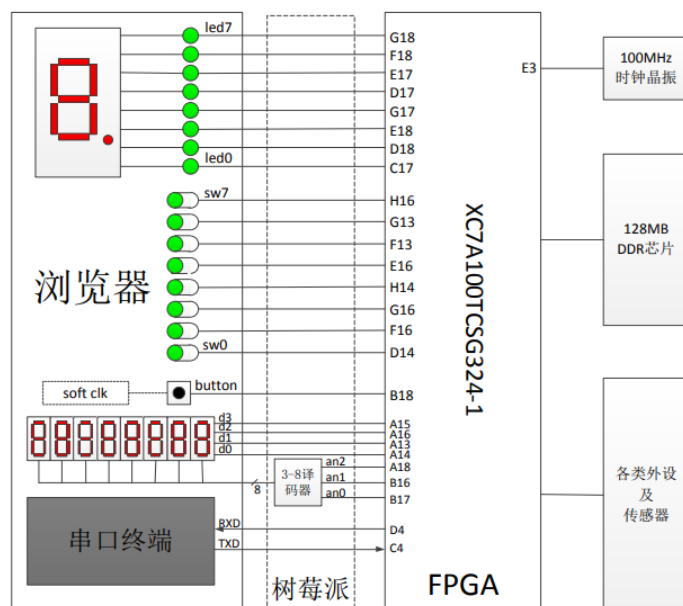 led7
led0
sw7
浏览器
sw0
soft clk
button
d3
d2
d1
d0
8
3-8译
码器
an2
an1
an0
RXD
TXD
串口终端
树莓派
G18
F18
E17
D17
G17
E18
D18
C17
H16
G13
F13
E16
H14
G16
F16
D14
B18
A15
A16
A13
A14
A18
B16
B17
D4
C4
E3
XC7A100TCSG324-1
FPGA
100MHz
时钟晶振
128MB
DDR芯片
各类外设
及
传感器